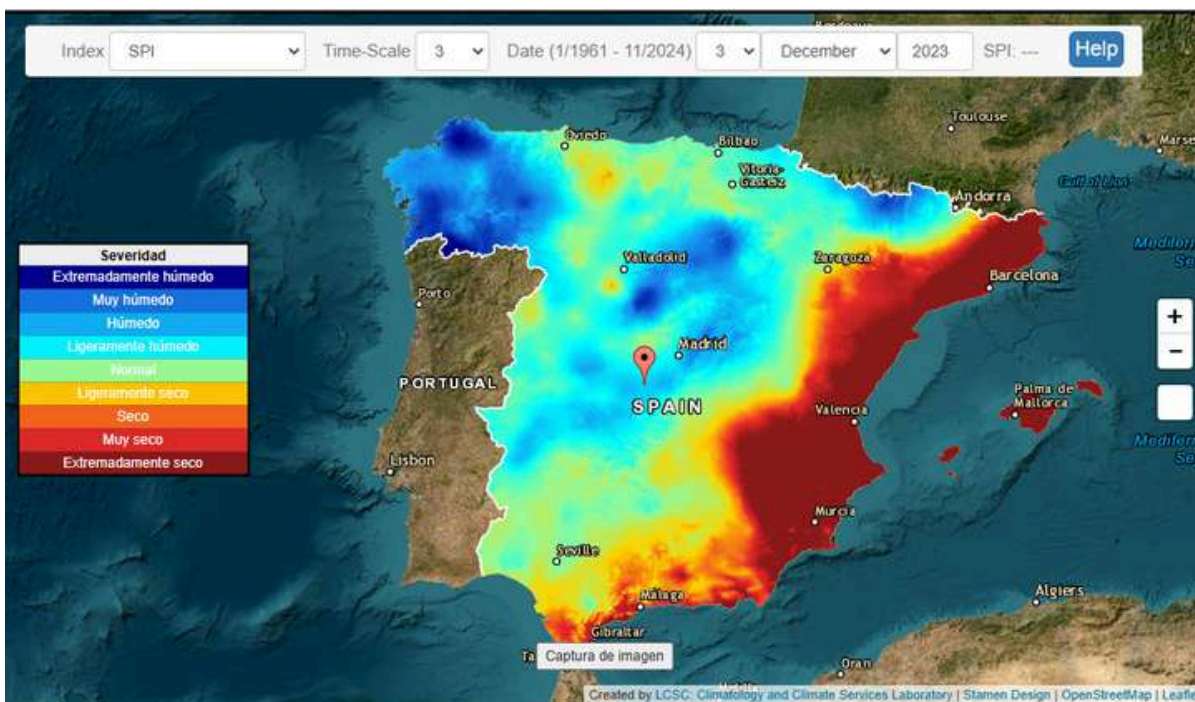 Index SPI Time-Scale 3 Date (1/1961 - 11/2024) 3 December 2023 SPI: --- Help
Toulouse
Oviedo
Bilbao
Vitoria-
Gasteiz
Gulf of Lion
Andorra
Severidad
Extremadamente húmedo
Muy húmedo
Húmedo
Ligeramente húmedo
Normal
Ligeramente seco
Seco
Muy seco
Extremadamente seco
Valladolid
Zaragoza
Barcelona
Porto
Madrid
+
−
PORTUGAL
SPAIN
Palma de
Mallorca
Valencia
Lisbon
Murcia
Seville
Málaga
Algiers
Gibraltar
Captura de imagen
Oran
Created by LCSC: Climatology and Climate Services Laboratory | Stamen Design | OpenStreetMap | Leafle